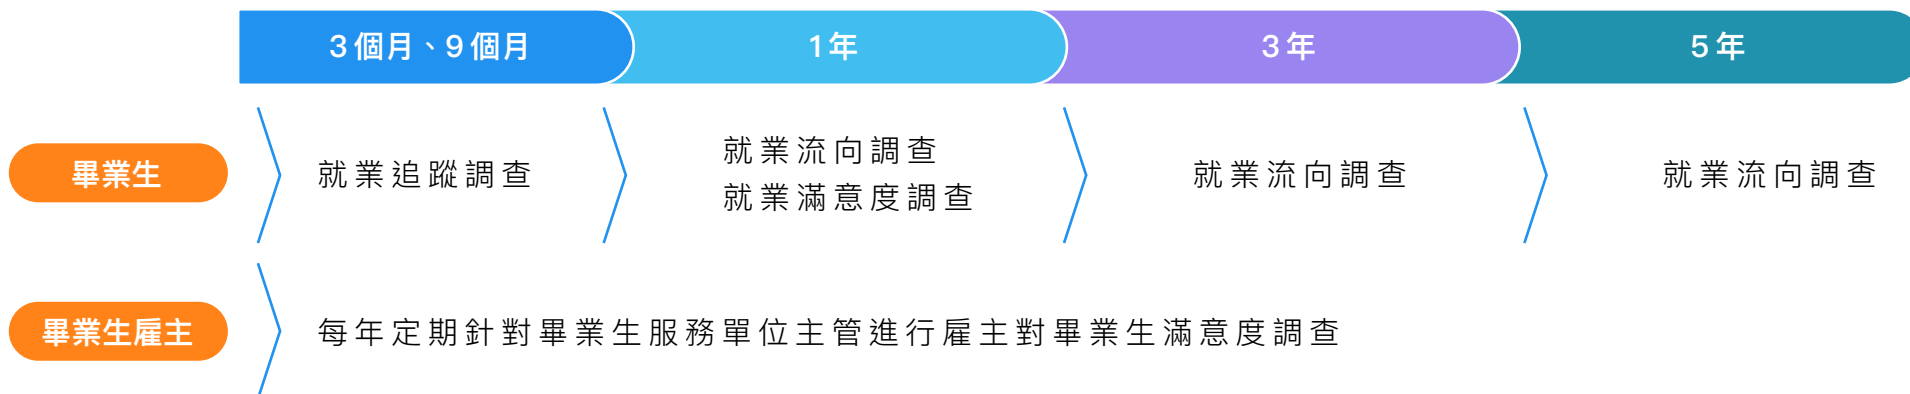 3個月、9個月
1年
3年
5年
畢業生
就業追蹤調查
就業流向調查
就業滿意度調查
就業流向調查
就業流向調查
畢業生雇主
每年定期針對畢業生服務單位主管進行雇主對畢業生滿意度調查